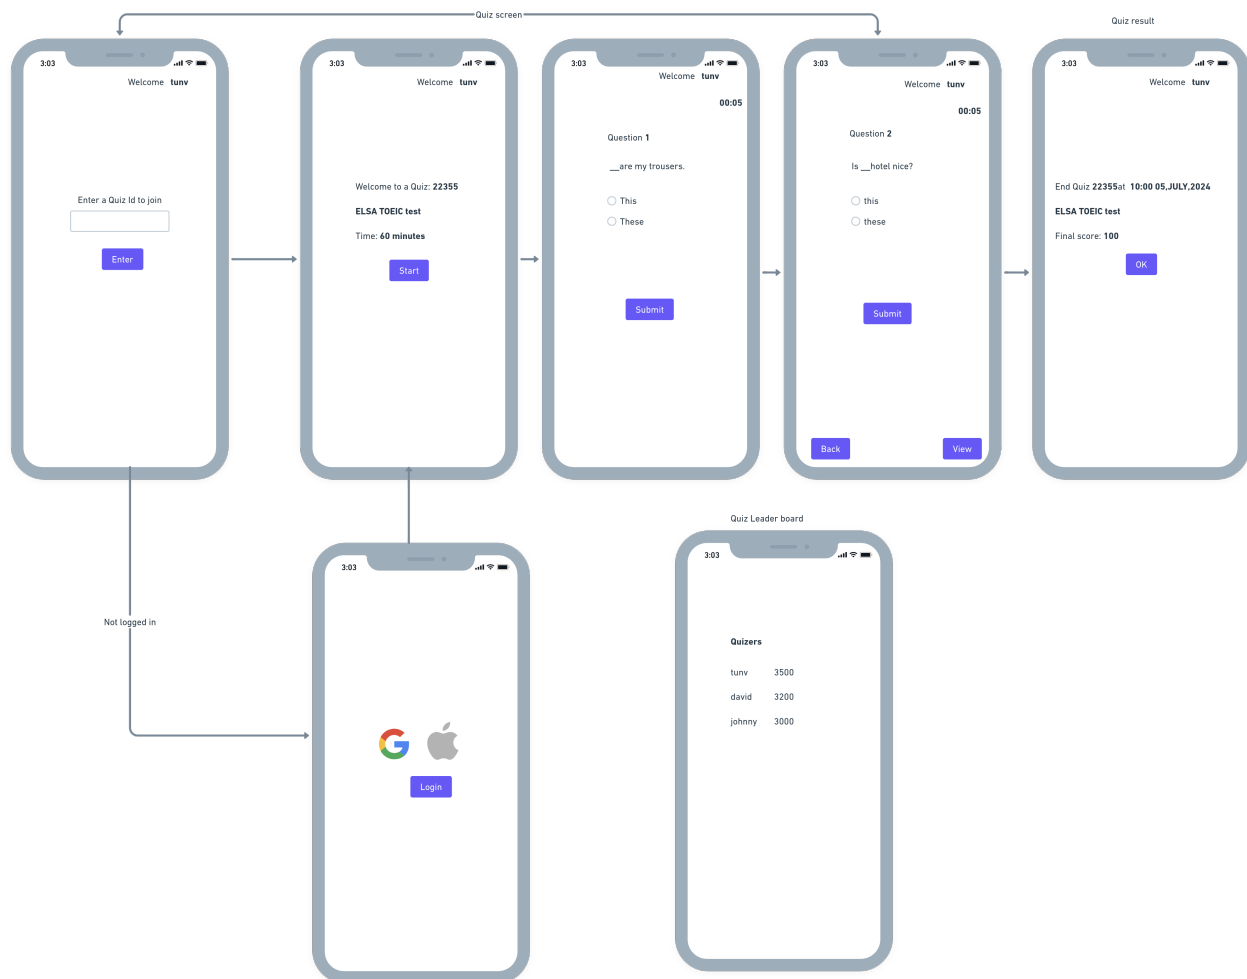 Quiz screen
Quiz result
3:03
Welcome tunv
Enter a Quiz Id to join
Enter
3:03
Welcome tunv
Welcome to a Quiz: 22355
ELSA TOEIC test
Time: 60 minutes
Start
3:03
Welcome tunv
00:05
Question 1
__are my trousers.
This
These
Submit
3:03
Welcome tunv
00:05
Question 2
Is __hotel nice?
this
these
Submit
Back
View
3:03
Welcome tunv
End Quiz 22355at 10:00 05,JULY,2024
ELSA TOEIC test
Final score: 100
OK
Not logged in
3:03
Login
Quiz Leader board
3:03
Quizers
tunv 3500
david 3200
johnny 3000